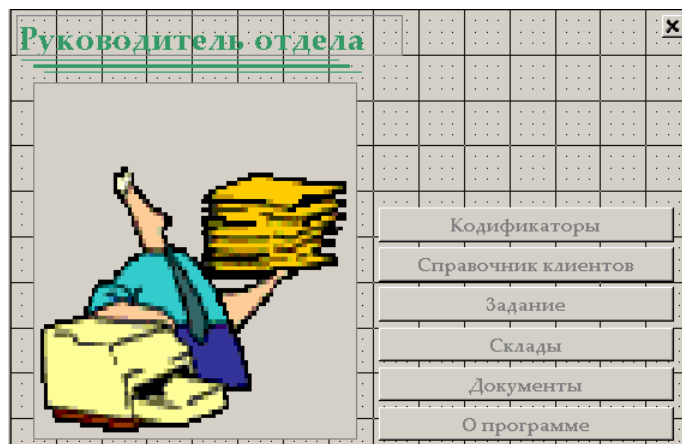 Руководитель отдела
Кодификаторы
Справочник клиентов
Задание
Склады
Документы
О программе